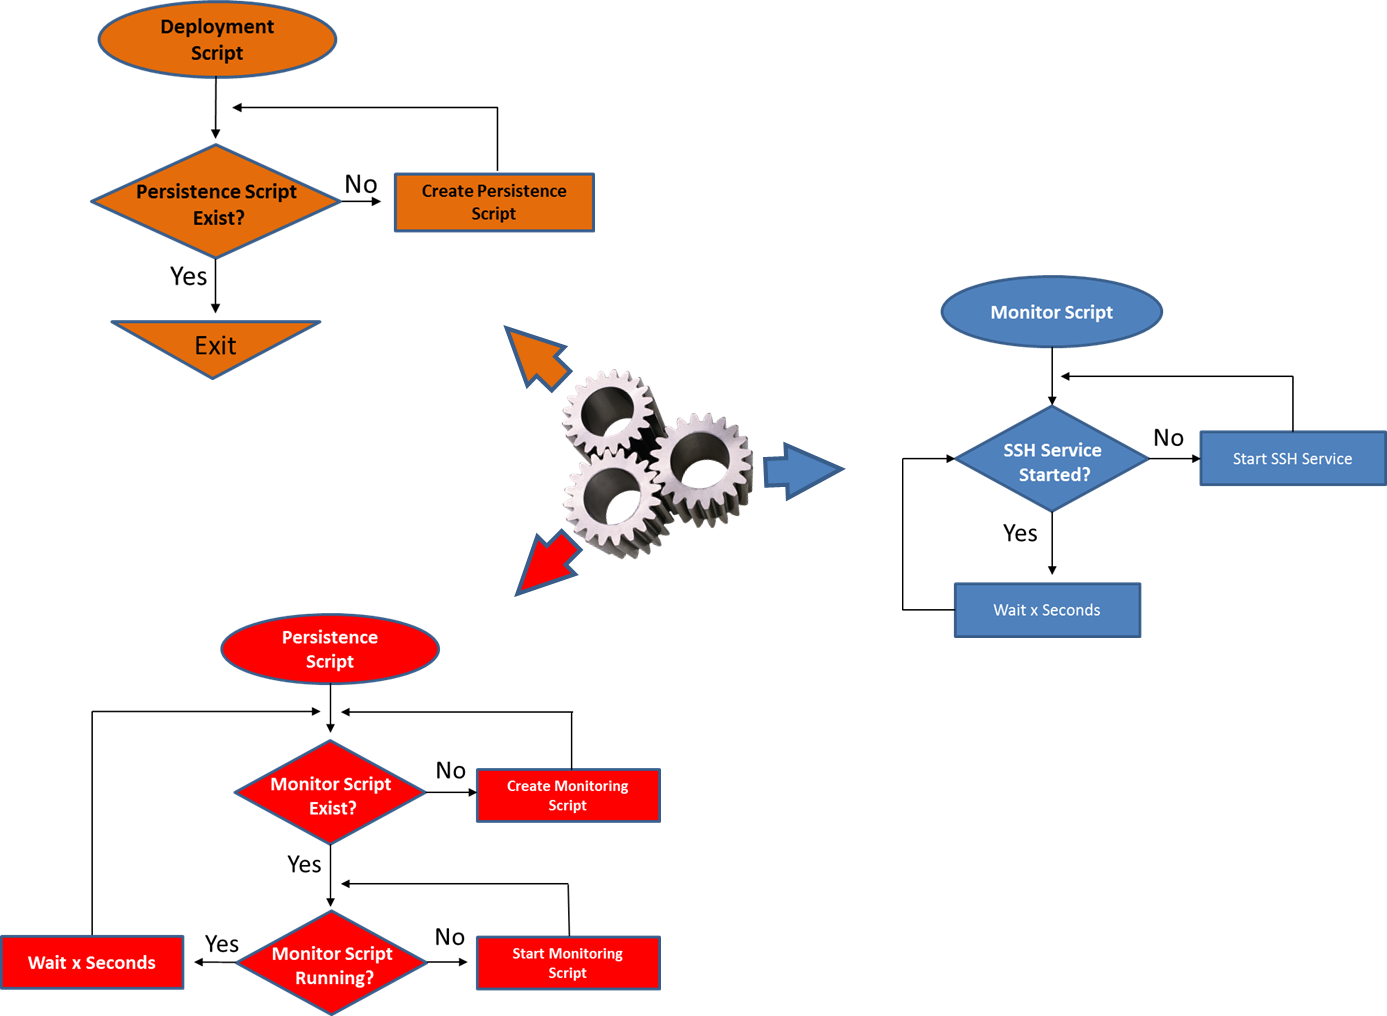 Deployment
Script
Persistence Script
Exist?
No
Create Persistence
Script
Yes
Exit
Monitor Script
SSH Service
Started?
No
Start SSH Service
Yes
Wait x Seconds
Persistence
Script
Monitor Script
Exist?
No
Create Monitoring
Script
Yes
Monitor Script
Running?
No
Start Monitoring
Script
Yes
Wait x Seconds